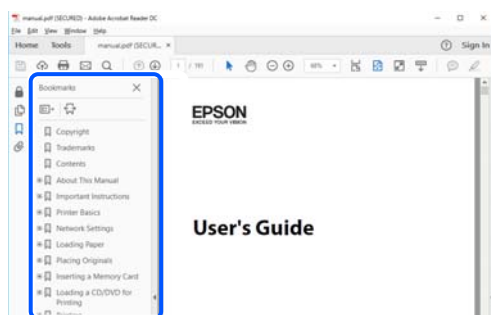 manual.pdf (SECURED) - Adobe Acrobat Reader DC
File Edit View Window Help
Home Tools manual.pdf (SECUR... × Sign In
1 / 191
Bookmarks
EPSON
EXCEED YOUR VISION
Copyright
Trademarks
Contents
About This Manual
Important Instructions
Printer Basics
Network Settings
User's Guide
Loading Paper
Placing Originals
Inserting a Memory Card
Loading a CD/DVD for
Printing